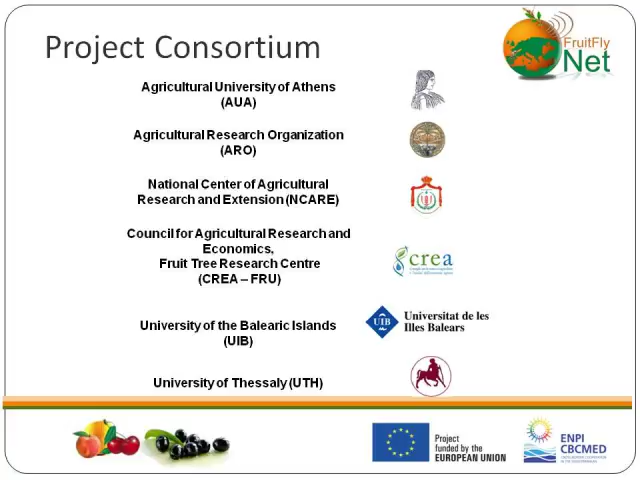 Project Consortium
FruitFly
Net
Agricultural University of Athens
(AUA)
Agricultural Research Organization
(ARO)
National Center of Agricultural
Research and Extension (NCARE)
Council for Agricultural Research and
Economics,
Fruit Tree Research Centre
(CREA – FRU)
crea
University of the Balearic Islands
(UIB)
UIB
Universitat de les
Illes Balears
University of Thessaly (UTH)
Project
funded by the
EUROPEAN UNION
ENPI
CBCMED